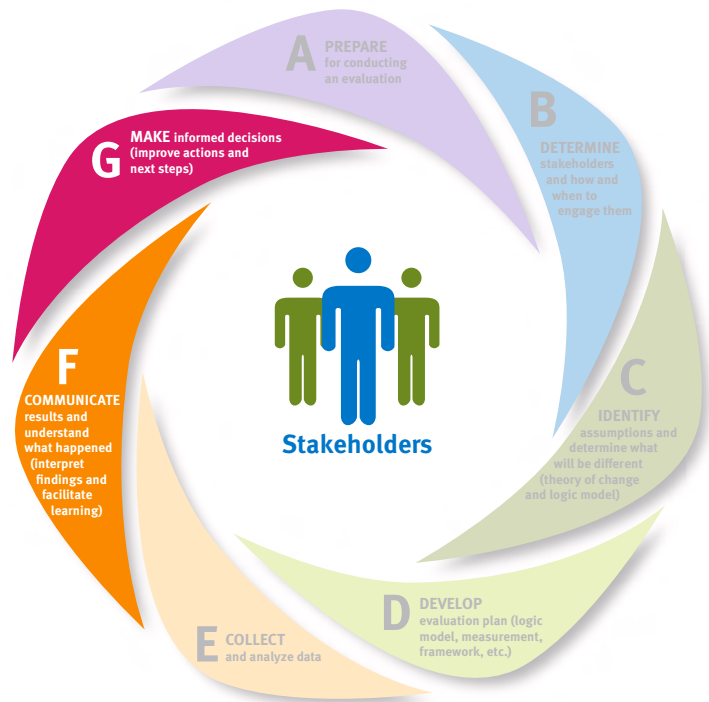 A
PREPARE
for conducting
an evaluation
B
DETERMINE
stakeholders
and how and
when to
engage them
C
IDENTIFY
assumptions and
determine what
will be different
(theory of change
and logic model)
D
DEVELOP
evaluation plan (logic
model, measurement,
framework, etc.)
E
COLLECT
and analyze data
F
COMMUNICATE
results and
understand
what happened
(interpret
findings and
facilitate
learning)
G
MAKE informed decisions
(improve actions and
next steps)
Stakeholders